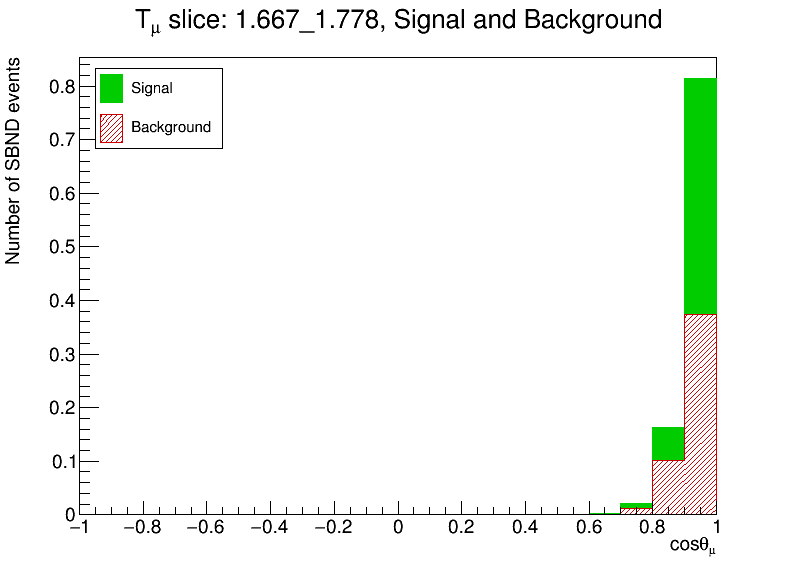 Tμ slice: 1.667_1.778, Signal and Background
Number of SBND events
Signal
Background
0.8
0.7
0.6
0.5
0.4
0.3
0.2
0.1
0
−1 −0.8 −0.6 −0.4 −0.2 0 0.2 0.4 0.6 0.8 1
cosθμ